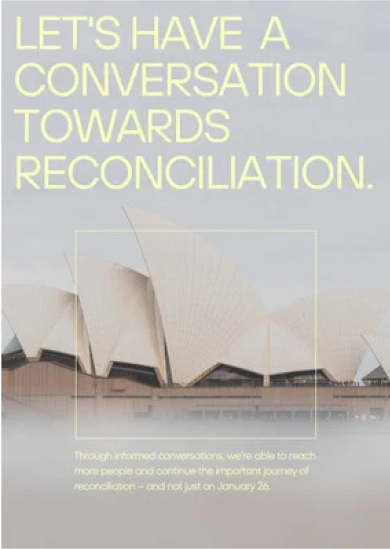 LET'S HAVE A
CONVERSATION
TOWARDS
RECONCILIATION.
Through informed conversations, we're able to reach
more people and continue the important journey of
reconciliation – and not just on January 26.